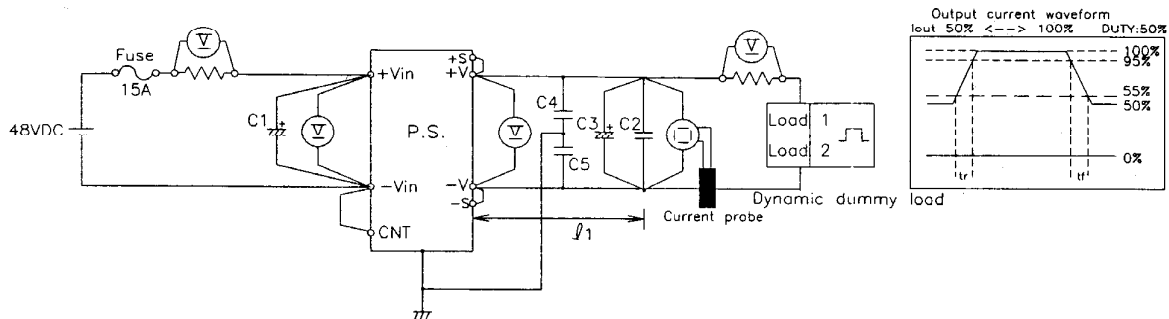 Output current waveform
Iout 50% <--> 100% DUTY:50%
Fuse
15A
V
V
+S
+V
+Vin
C1
V
P.S.
V
C4
C5
C3
C2
Load 1
Load 2
100%
95%
55%
50%
0%
tr
tf
48VDC
-Vin
-V
-S
CNT
ℓ1
Current probe
Dynamic dummy load